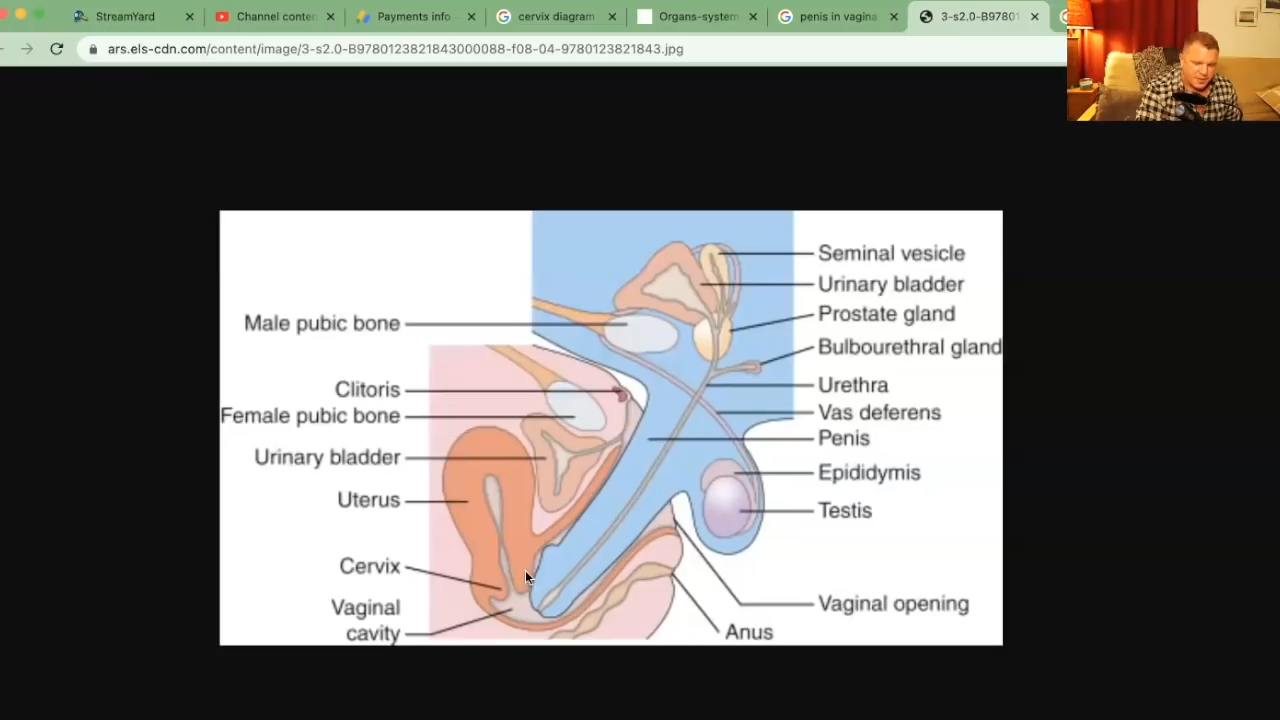 StreamYard
Channel conten
Payments info
cervix diagram
Organs-system
penis in vagina
3-s2.0-B97801
ars.els-cdn.com/content/image/3-s2.0-B9780123821843000088-f08-04-9780123821843.jpg
Seminal vesicle
Urinary bladder
Prostate gland
Male pubic bone
Bulbourethral gland
Clitoris
Urethra
Female pubic bone
Vas deferens
Penis
Urinary bladder
Epididymis
Uterus
Testis
Cervix
Vaginal
cavity
Vaginal opening
Anus